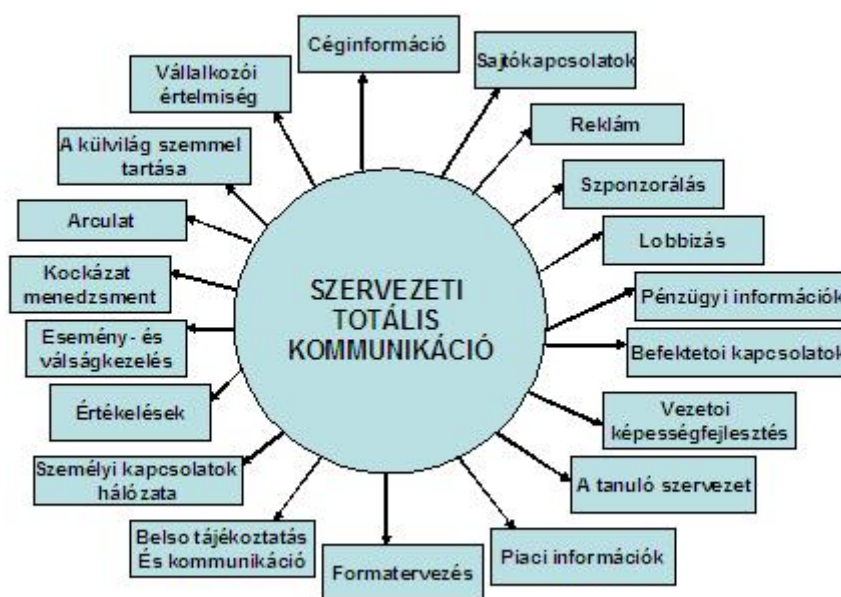 Céginformáció
Sajtókapcsolatok
Reklám
Szponzorálás
Lobbizás
Pénzügyi információk
Befektetoi kapcsolatok
Vezetoi
képességfejlesztés
A tanuló szervezet
Piaci információk
Formatervezés
Belso tájékoztatás
És kommunikáció
Személyi kapcsolatok
hálózata
Értékelések
Esemény- és
válságkezelés
Kockázat
menedzsment
Arculat
A külvilág szemmel
tartása
Vállalkozói
értelmiség
SZERVEZETI
TOTÁLIS
KOMMUNIKÁCIÓ